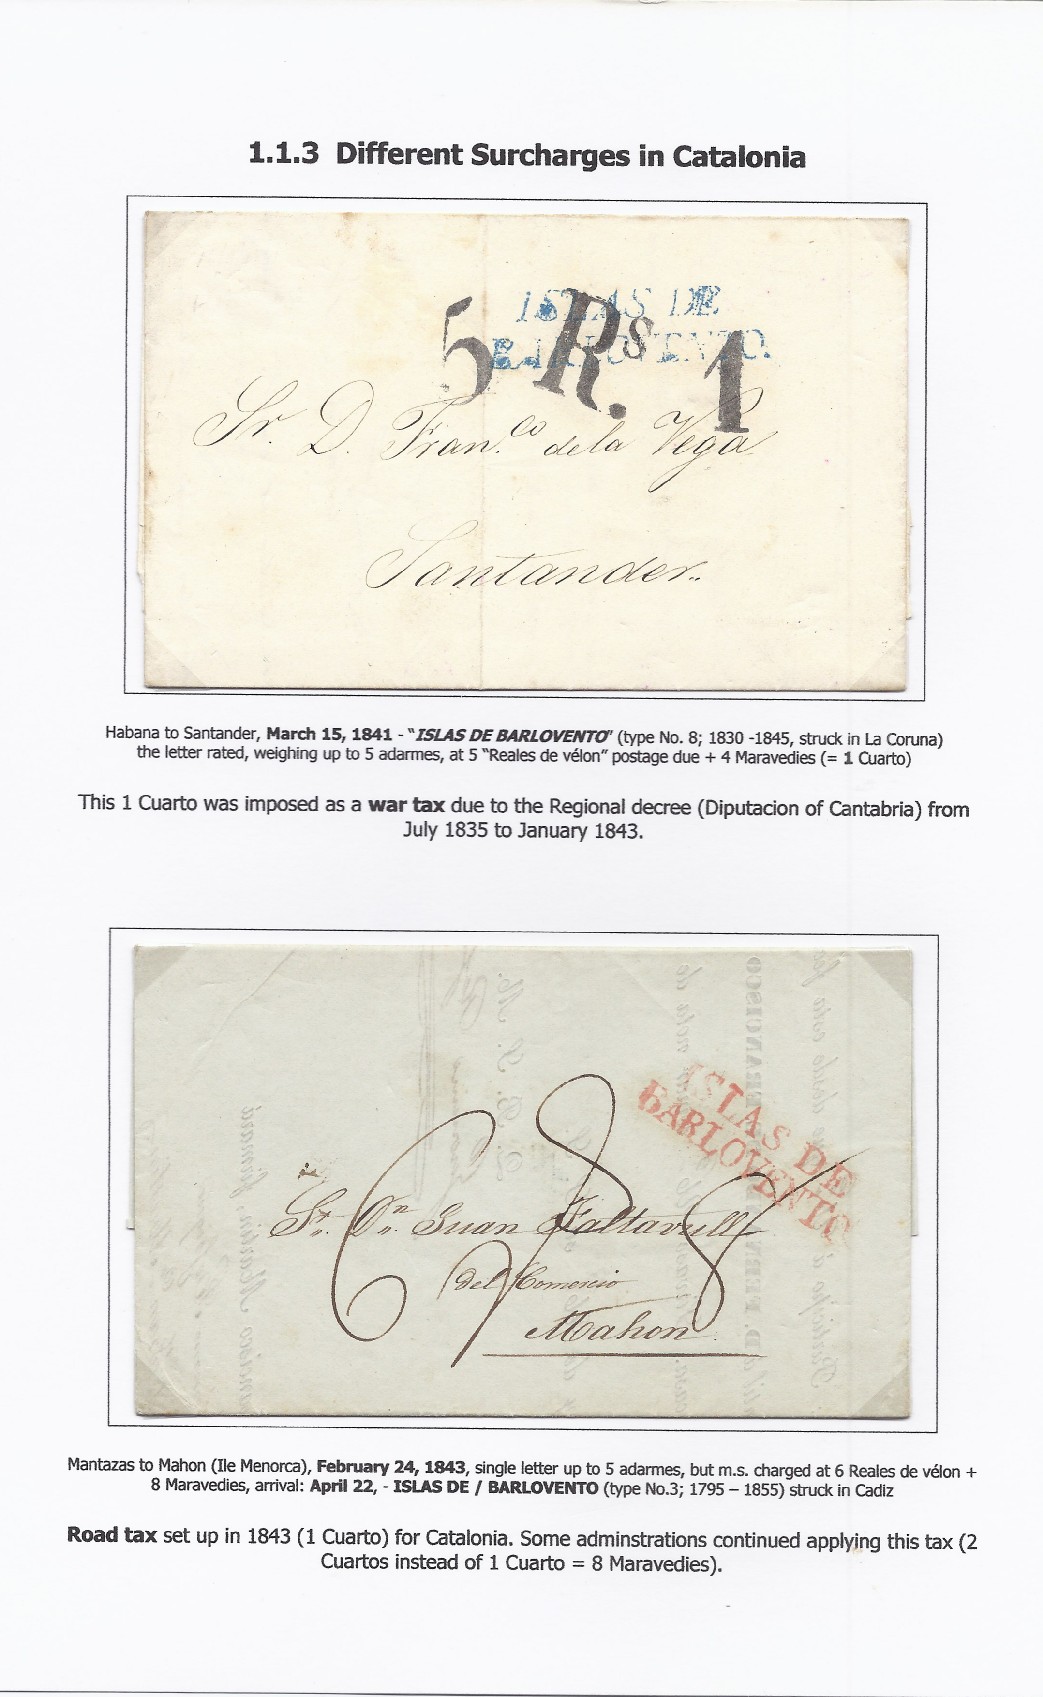 1.1.3 Different Surcharges in Catalonia
ISLAS DE
BARLOVENTO.
5 Rs. 1
Sr. D. Fran.co de la Vega
Santander..
Habana to Santander, March 15, 1841 - "ISLAS DE BARLOVENTO" (type No. 8; 1830 -1845, struck in La Coruna)
the letter rated, weighing up to 5 adarmes, at 5 "Reales de vélon" postage due + 4 Maravedies (= 1 Cuarto)
This 1 Cuarto was imposed as a war tax due to the Regional decree (Diputacion of Cantabria) from
July 1835 to January 1843.
ISLAS DE
BARLOVENTO
Sr. Dn. Juan Taltavull
del Comercio
Mahon
Mantazas to Mahon (Ile Menorca), February 24, 1843, single letter up to 5 adarmes, but m.s. charged at 6 Reales de vélon +
8 Maravedies, arrival: April 22, - ISLAS DE / BARLOVENTO (type No.3; 1795 – 1855) struck in Cadiz
Road tax set up in 1843 (1 Cuarto) for Catalonia. Some adminstrations continued applying this tax (2
Cuartos instead of 1 Cuarto = 8 Maravedies).